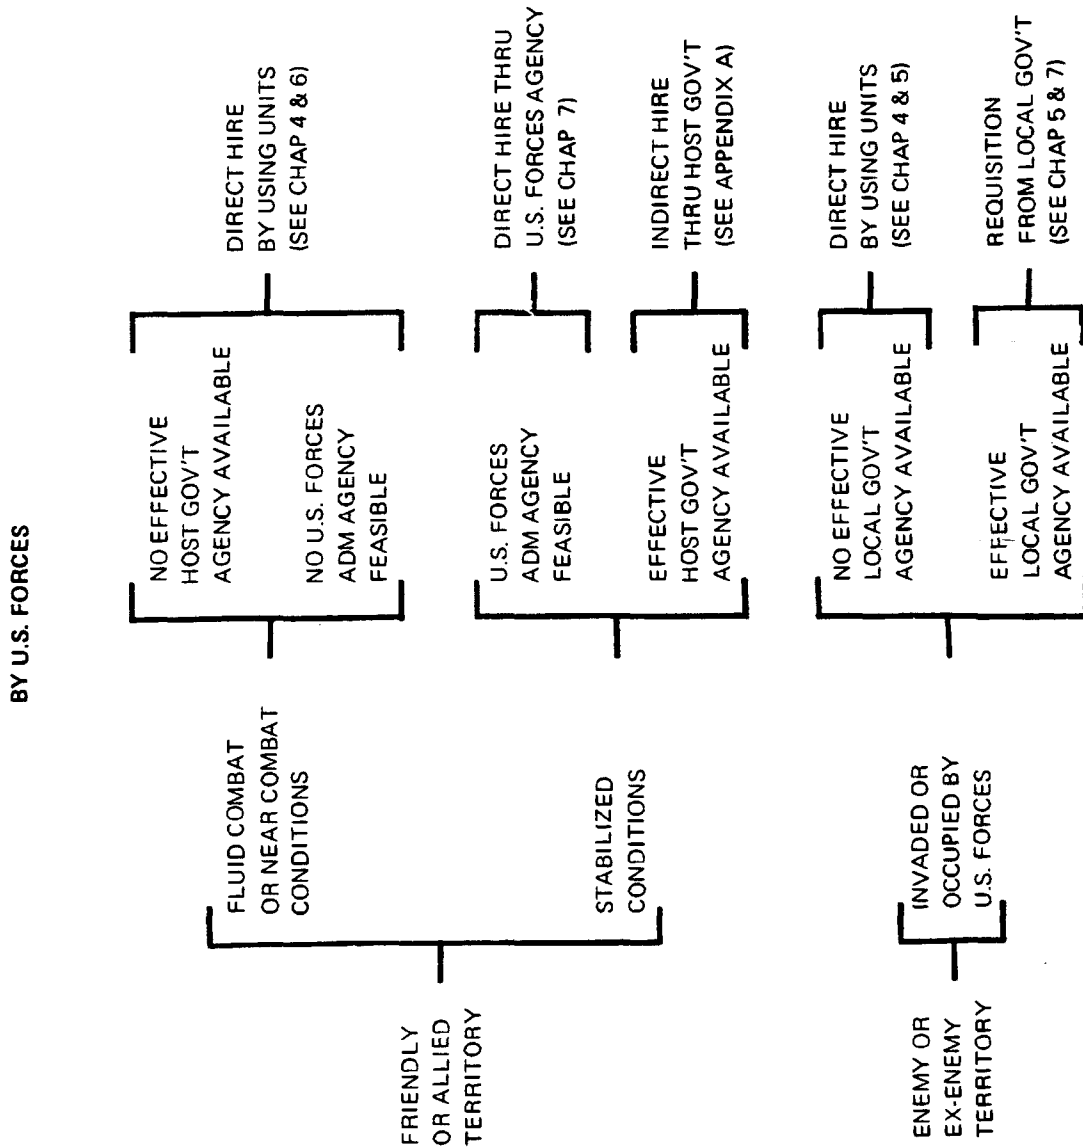 BY U.S. FORCES
FRIENDLY
OR ALLIED
TERRITORY
FLUID COMBAT
OR NEAR COMBAT
CONDITIONS
NO EFFECTIVE
HOST GOV'T
AGENCY AVAILABLE
NO U.S. FORCES
ADM AGENCY
FEASIBLE
DIRECT HIRE
BY USING UNITS
(SEE CHAP 4 & 6)
STABILIZED
CONDITIONS
U.S. FORCES
ADM AGENCY
FEASIBLE
DIRECT HIRE THRU
U.S. FORCES AGENCY
(SEE CHAP 7)
EFFECTIVE
HOST GOV'T
AGENCY AVAILABLE
INDIRECT HIRE
THRU HOST GOV'T
(SEE APPENDIX A)
ENEMY OR
EX-ENEMY
TERRITORY
INVADED OR
OCCUPIED BY
U.S. FORCES
NO EFFECTIVE
LOCAL GOV'T
AGENCY AVAILABLE
DIRECT HIRE
BY USING UNITS
(SEE CHAP 4 & 5)
EFFECTIVE
LOCAL GOV'T
AGENCY AVAILABLE
REQUISITION
FROM LOCAL GOV'T
(SEE CHAP 5 & 7)